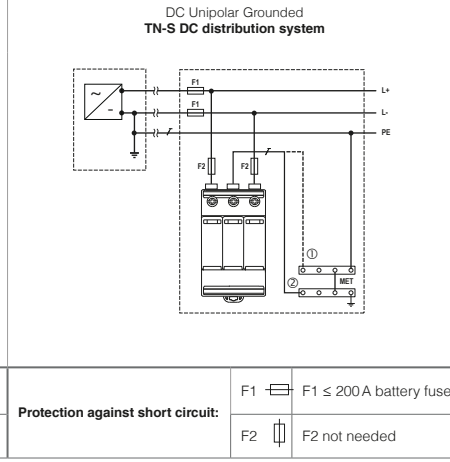 DC Unipolar Grounded
TN-S DC distribution system
F1
L+
F1
L-
PE
F2
F2
①
MET
②
Protection against short circuit:
F1 F1 ≤ 200 A battery fuse
F2 F2 not needed